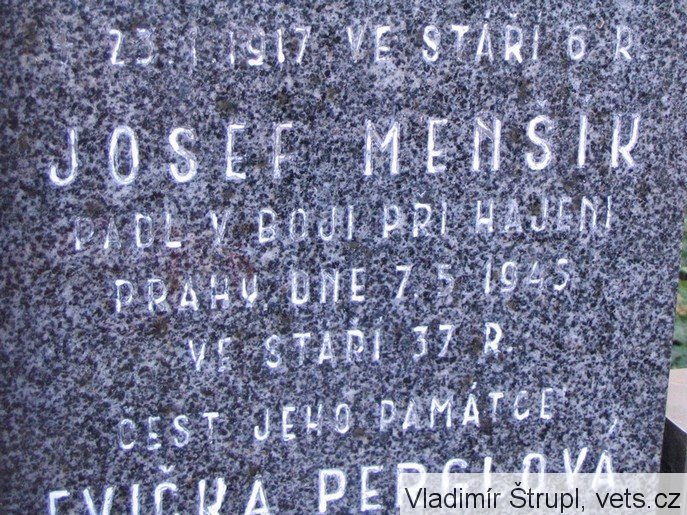 23.1.1917 VE STÁŘÍ 6 R.
JOSEF MENŠÍK
PADL V BOJI PŘI HÁJENÍ
PRAHY DNE 7.5.1945
VE STÁŘÍ 37 R.
ČEST JEHO PAMÁTCE
EVIČKA PERGLOVÁ
Vladimír Štrupl, vets.cz